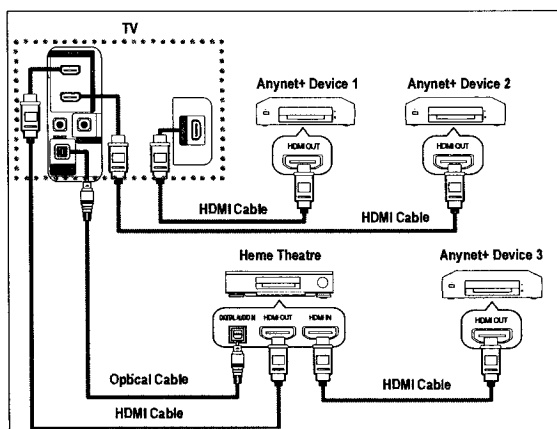 TV
Anynet+ Device 1
Anynet+ Device 2
HDMI OUT
HDMI OUT
HDMI Cable
HDMI Cable
Heme Theatre
Anynet+ Device 3
DIGITAL AUDIO IN
HDMI OUT
HDMI IN
HDMI OUT
Optical Cable
HDMI Cable
HDMI Cable